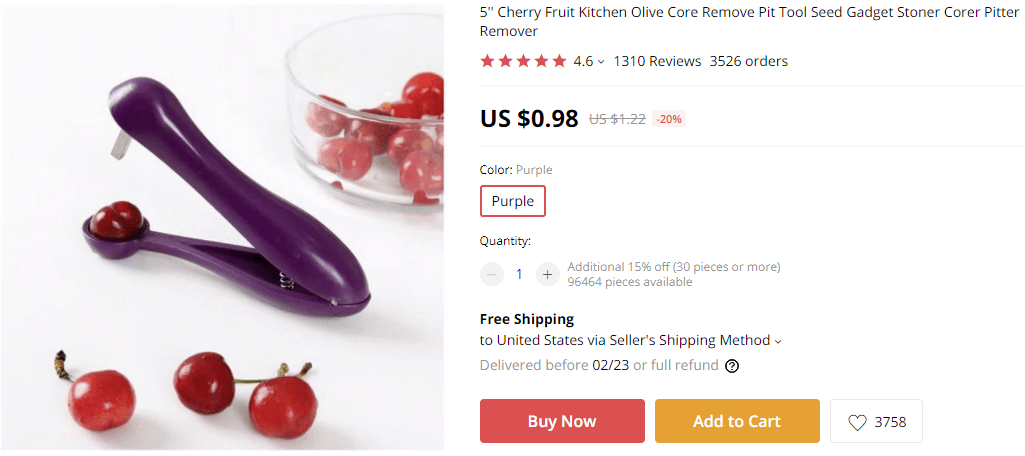 5'' Cherry Fruit Kitchen Olive Core Remove Pit Tool Seed Gadget Stoner Corer Pitter
Remover
4.6 1310 Reviews 3526 orders
US $0.98 US $1.22 -20%
Color: Purple
Purple
Quantity:
− 1 + Additional 15% off (30 pieces or more)
96464 pieces available
Free Shipping
to United States via Seller's Shipping Method
Delivered before 02/23 or full refund ?
Buy Now Add to Cart 3758